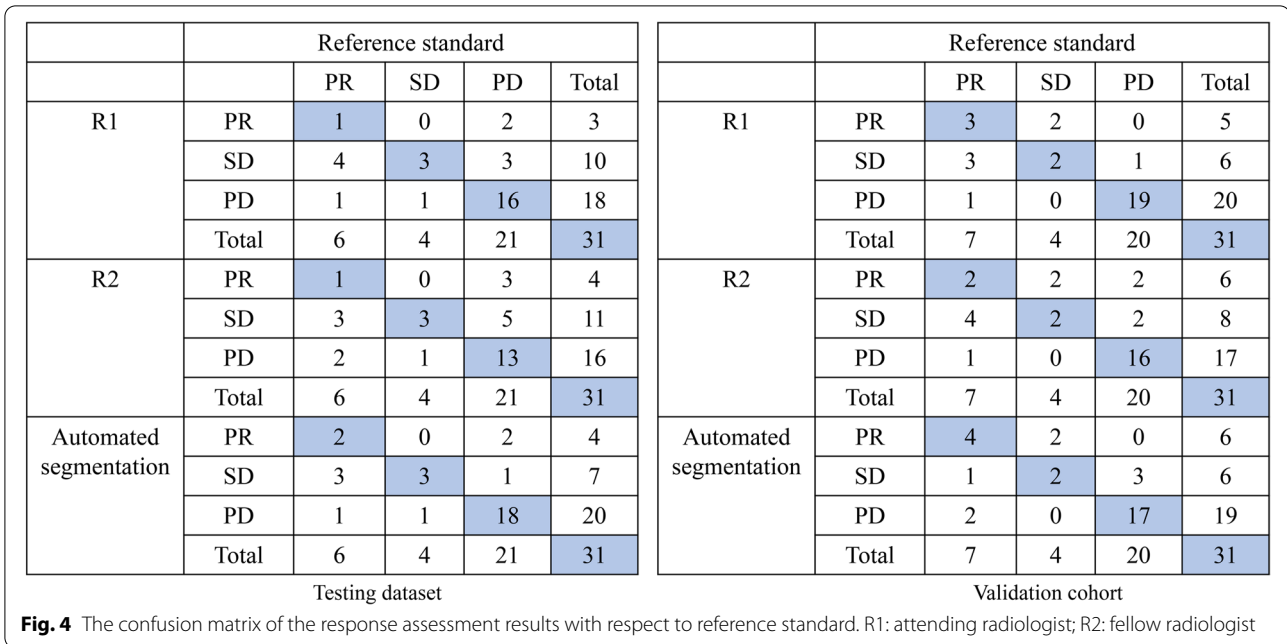 Reference standard
PR SD PD Total
R1 PR 1 0 2 3
SD 4 3 3 10
PD 1 1 16 18
Total 6 4 21 31
R2 PR 1 0 3 4
SD 3 3 5 11
PD 2 1 13 16
Total 6 4 21 31
Automated segmentation PR 2 0 2 4
SD 3 3 1 7
PD 1 1 18 20
Total 6 4 21 31
Testing dataset
Reference standard
PR SD PD Total
R1 PR 3 2 0 5
SD 3 2 1 6
PD 1 0 19 20
Total 7 4 20 31
R2 PR 2 2 2 6
SD 4 2 2 8
PD 1 0 16 17
Total 7 4 20 31
Automated segmentation PR 4 2 0 6
SD 1 2 3 6
PD 2 0 17 19
Total 7 4 20 31
Validation cohort
Fig. 4 The confusion matrix of the response assessment results with respect to reference standard. R1: attending radiologist; R2: fellow radiologist